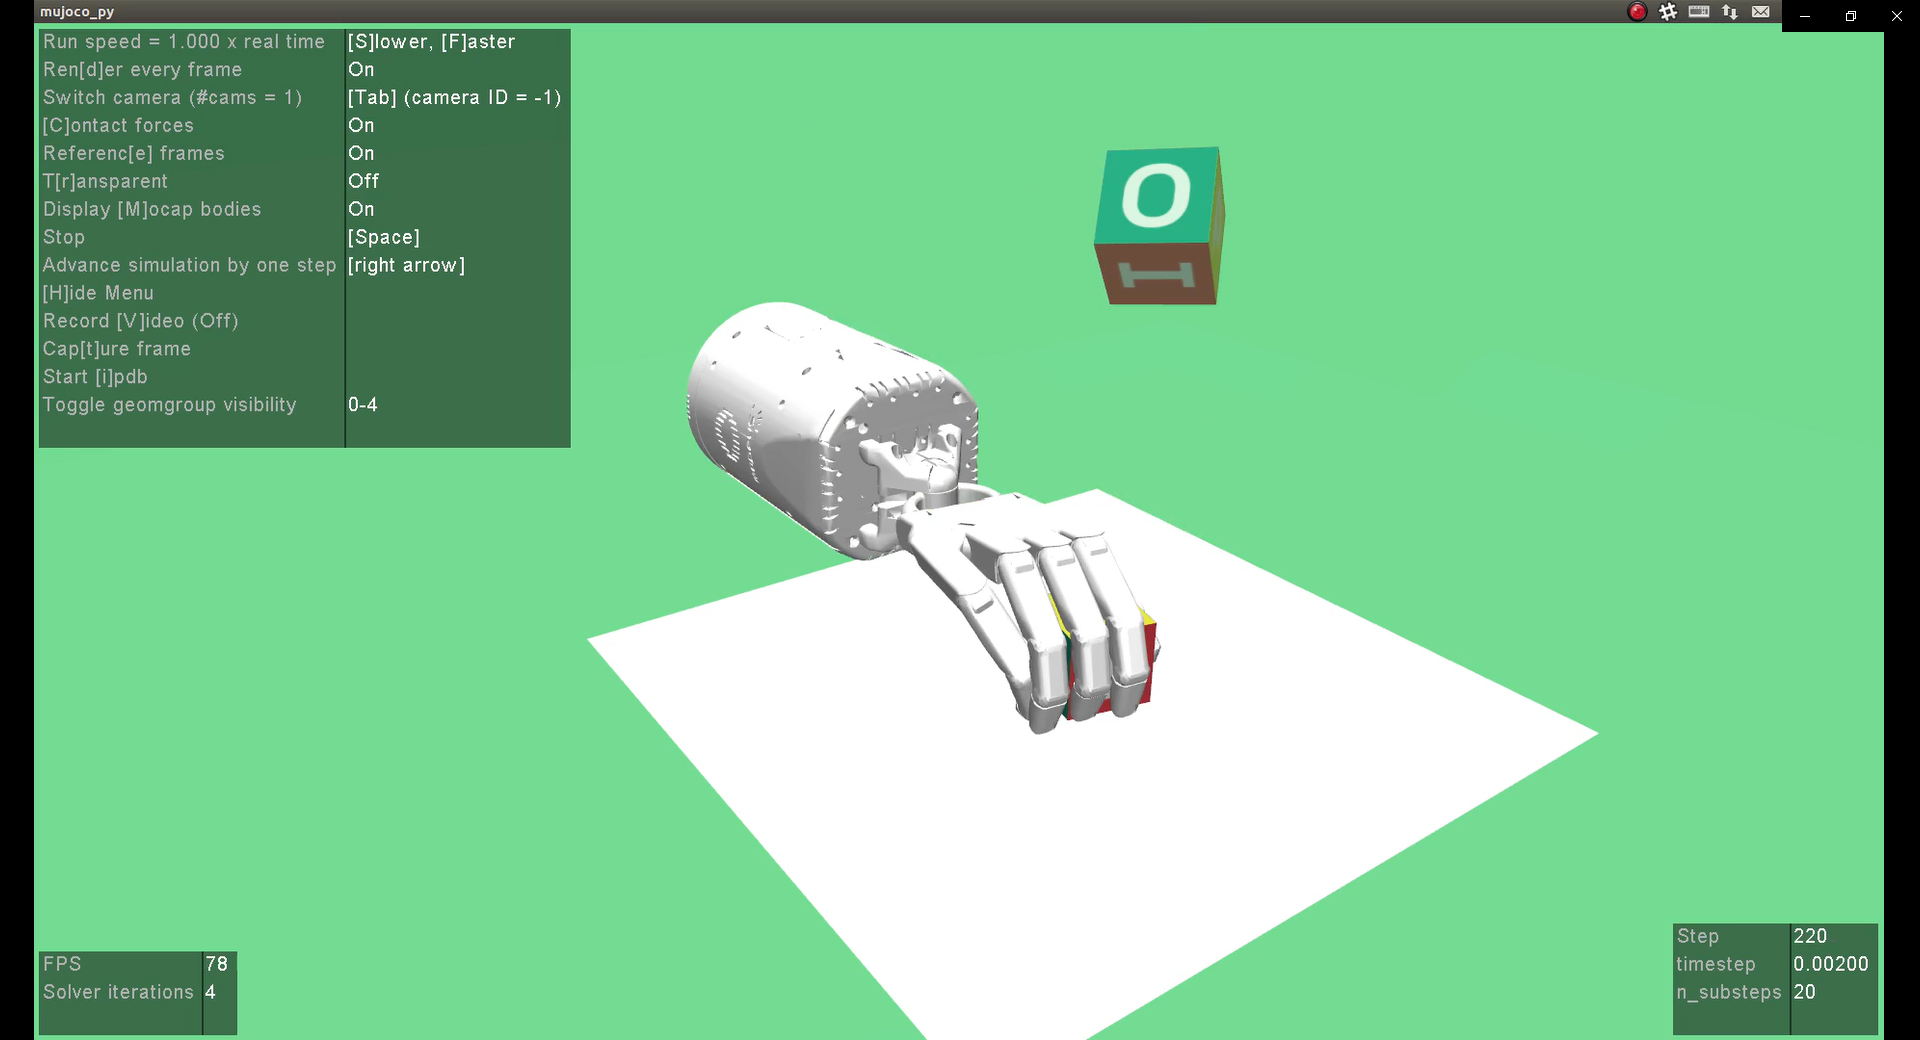 mujoco_py
Run speed = 1.000 x real time [S]lower, [F]aster
Ren[d]er every frame On
Switch camera (#cams = 1) [Tab] (camera ID = -1)
[C]ontact forces On
Referenc[e] frames On
T[r]ansparent Off
Display [M]ocap bodies On
Stop [Space]
Advance simulation by one step [right arrow]
[H]ide Menu
Record [V]ideo (Off)
Cap[t]ure frame
Start [i]pdb
Toggle geomgroup visibility 0-4
O
I
FPS 78
Solver iterations 4
Step 220
timestep 0.00200
n_substeps 20